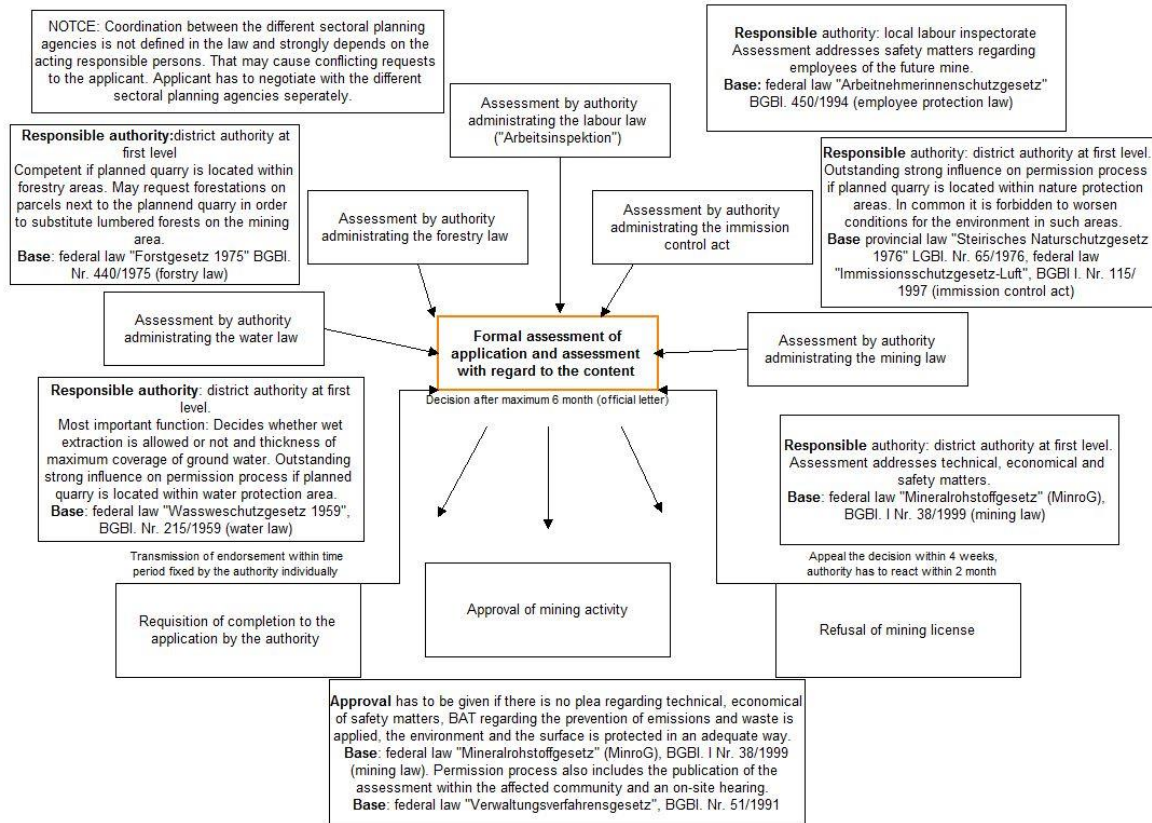 NOTCE: Coordination between the different sectoral planning
agencies is not defined in the law and strongly depends on the
acting responsible persons. That may cause conflicting requests
to the applicant. Applicant has to negotiate with the different
sectoral planning agencies seperately.
Assessment by authority
administrating the labour law
("Arbeitsinspektion")
Responsible authority: local labour inspectorate
Assessment addresses safety matters regarding
employees of the future mine.
Base: federal law "Arbeitnehmerinnenschutzgesetz"
BGBl. 450/1994 (employee protection law)
Responsible authority:district authority at
first level
Competent if planned quarry is located within
forestry areas. May request forestations on
parcels next to the plannend quarry in order
to substitute lumbered forests on the mining
area.
Base: federal law "Forstgesetz 1975" BGBl.
Nr. 440/1975 (forstry law)
Assessment by authority
administrating the forestry law
Assessment by authority
administrating the immission
control act
Responsible authority: district authority at first level.
Outstanding strong influence on permission process
if planned quarry is located within nature protection
areas. In common it is forbidden to worsen
conditions for the environment in such areas.
Base provincial law "Steirisches Naturschutzgesetz
1976" LGBl. Nr. 65/1976, federal law
"Immissionsschutzgesetz-Luft", BGBl I. Nr. 115/
1997 (immission control act)
Assessment by authority
administrating the water law
Formal assessment of
application and assessment
with regard to the content
Assessment by authority
administrating the mining law
Decision after maximum 6 month (official letter)
Responsible authority: district authority at first
level.
Most important function: Decides whether wet
extraction is allowed or not and thickness of
maximum coverage of ground water. Outstanding
strong influence on permission process if planned
quarry is located within water protection area.
Base: federal law "Wassweschutzgesetz 1959",
BGBl. Nr. 215/1959 (water law)
Responsible authority: district authority at first level.
Assessment addresses technical, economical and
safety matters.
Base: federal law "Mineralrohstoffgesetz" (MinroG),
BGBl. I Nr. 38/1999 (mining law)
Transmission of endorsement within time
period fixed by the authority individually
Appeal the decision within 4 weeks,
authority has to react within 2 month
Requisition of completion to the
application by the authority
Approval of mining activity
Refusal of mining license
Approval has to be given if there is no plea regarding technical, economical
of safety matters, BAT regarding the prevention of emissions and waste is
applied, the environment and the surface is protected in an adequate way.
Base: federal law "Mineralrohstoffgesetz" (MinroG), BGBl. I Nr. 38/1999
(mining law). Permission process also includes the publication of the
assessment within the affected community and an on-site hearing.
Base: federal law "Verwaltungsverfahrensgesetz", BGBl. Nr. 51/1991